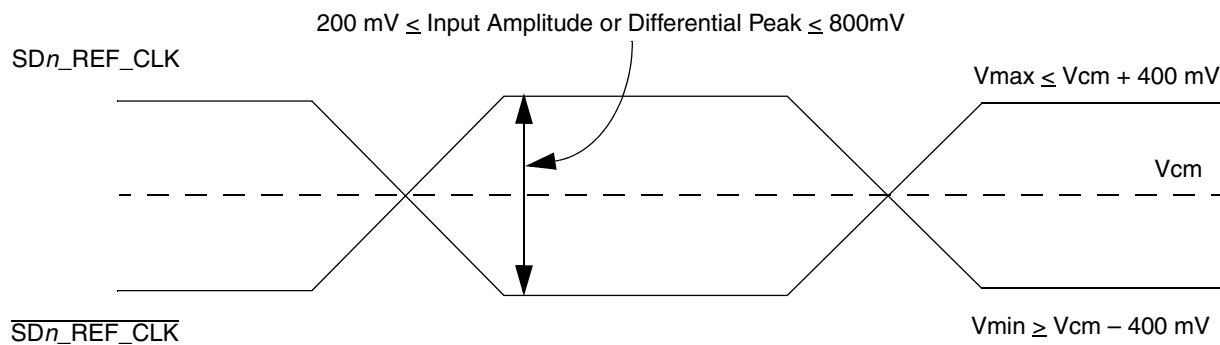 200 mV ≤ Input Amplitude or Differential Peak ≤ 800mV
SDn_REF_CLK
Vmax ≤ Vcm + 400 mV
Vcm
SDn_REF_CLK
Vmin ≥ Vcm – 400 mV